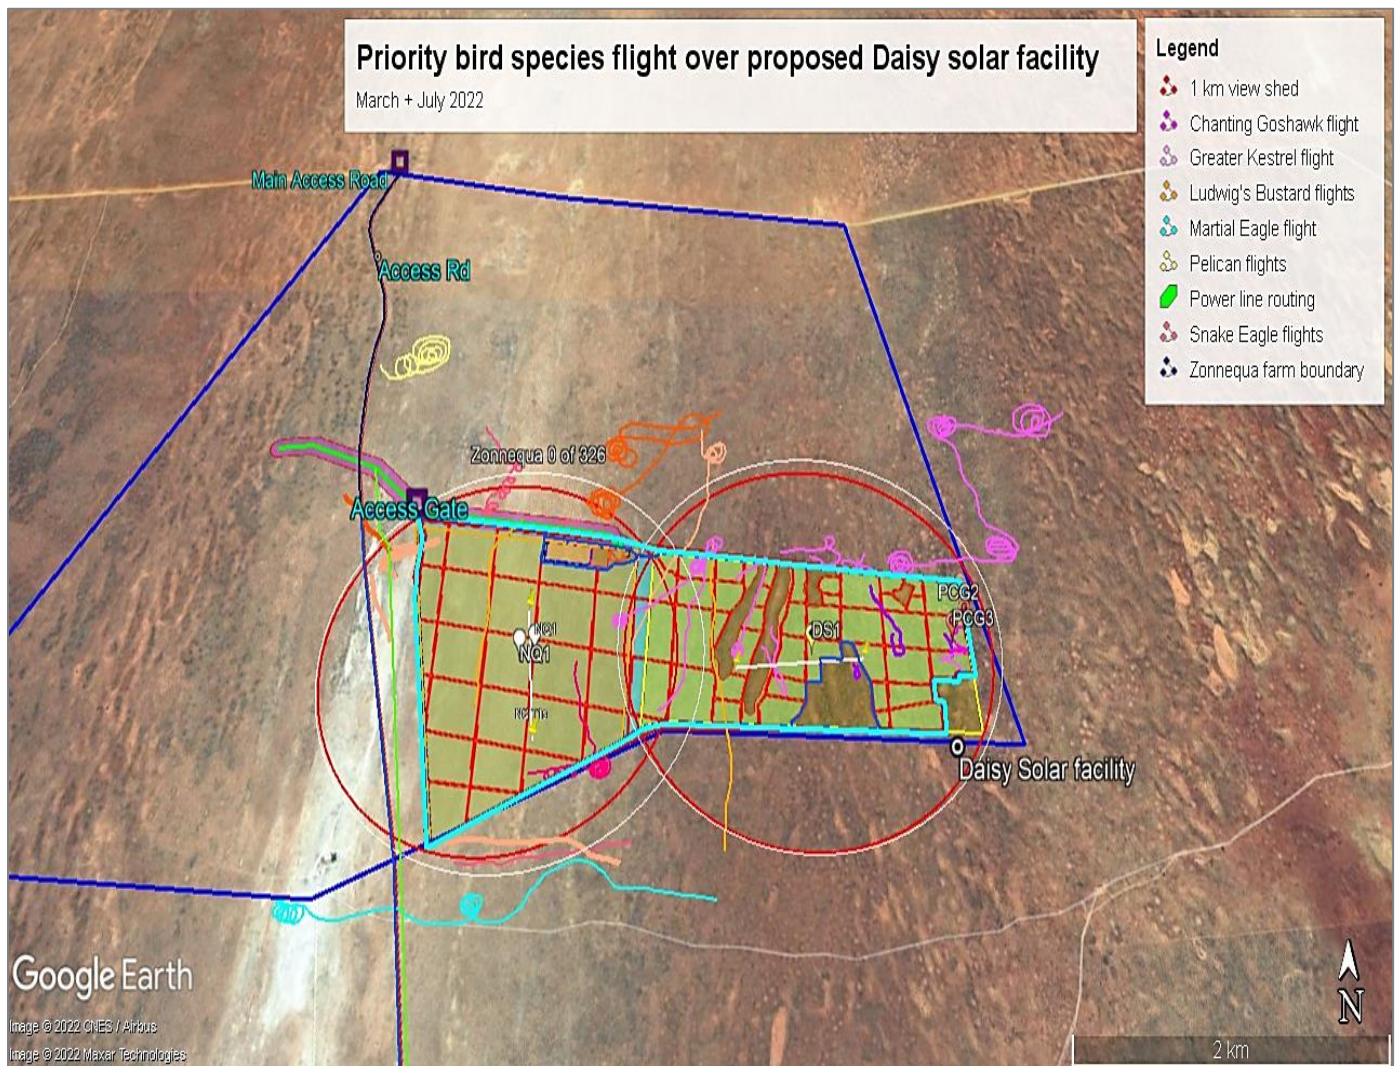 Priority bird species flight over proposed Daisy solar facility
March + July 2022
Legend
1 km view shed
Chanting Goshawk flight
Greater Kestrel flight
Ludwig's Bustard flights
Martial Eagle flight
Pelican flights
Power line routing
Snake Eagle flights
Zonnequa farm boundary
Main Access Road
Access Rd
Zonnequa 0 of 326
Access Gate
PCG2
PCG3
DS1
NQ1
NQ1
Daisy Solar facility
Google Earth
Image © 2022 CNES / Airbus
Image © 2022 Maxar Technologies
N
2 km